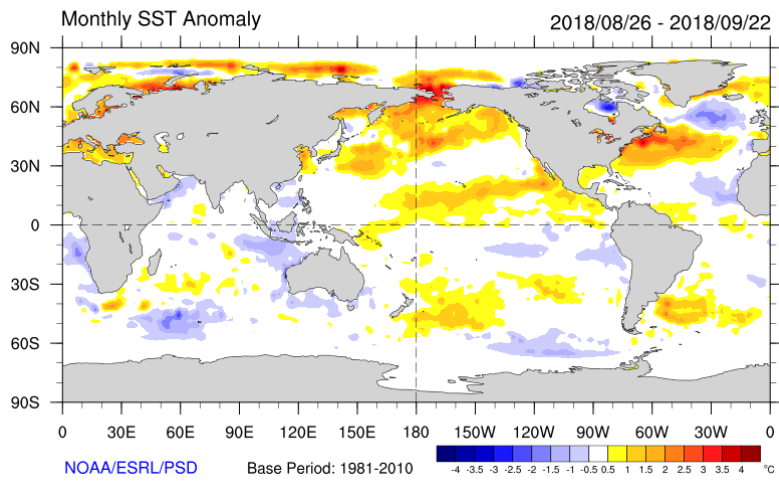 Monthly SST Anomaly
2018/08/26 - 2018/09/22
90N
60N
30N
0
30S
60S
90S
0 30E 60E 90E 120E 150E 180 150W 120W 90W 60W 30W 0
NOAA/ESRL/PSD
Base Period: 1981-2010
-4 -3.5 -3 -2.5 -2 -1.5 -1 -0.5 0.5 1 1.5 2 2.5 3 3.5 4 °C